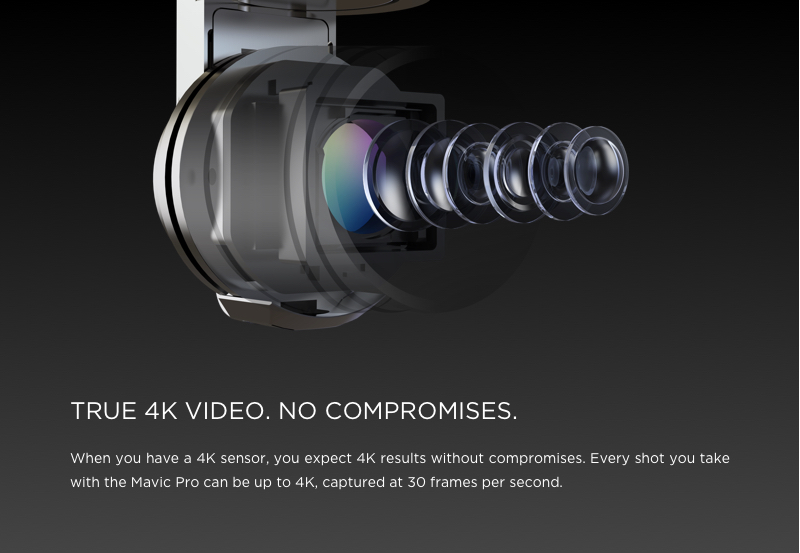 TRUE 4K VIDEO. NO COMPROMISES.
When you have a 4K sensor, you expect 4K results without compromises. Every shot you take
with the Mavic Pro can be up to 4K, captured at 30 frames per second.